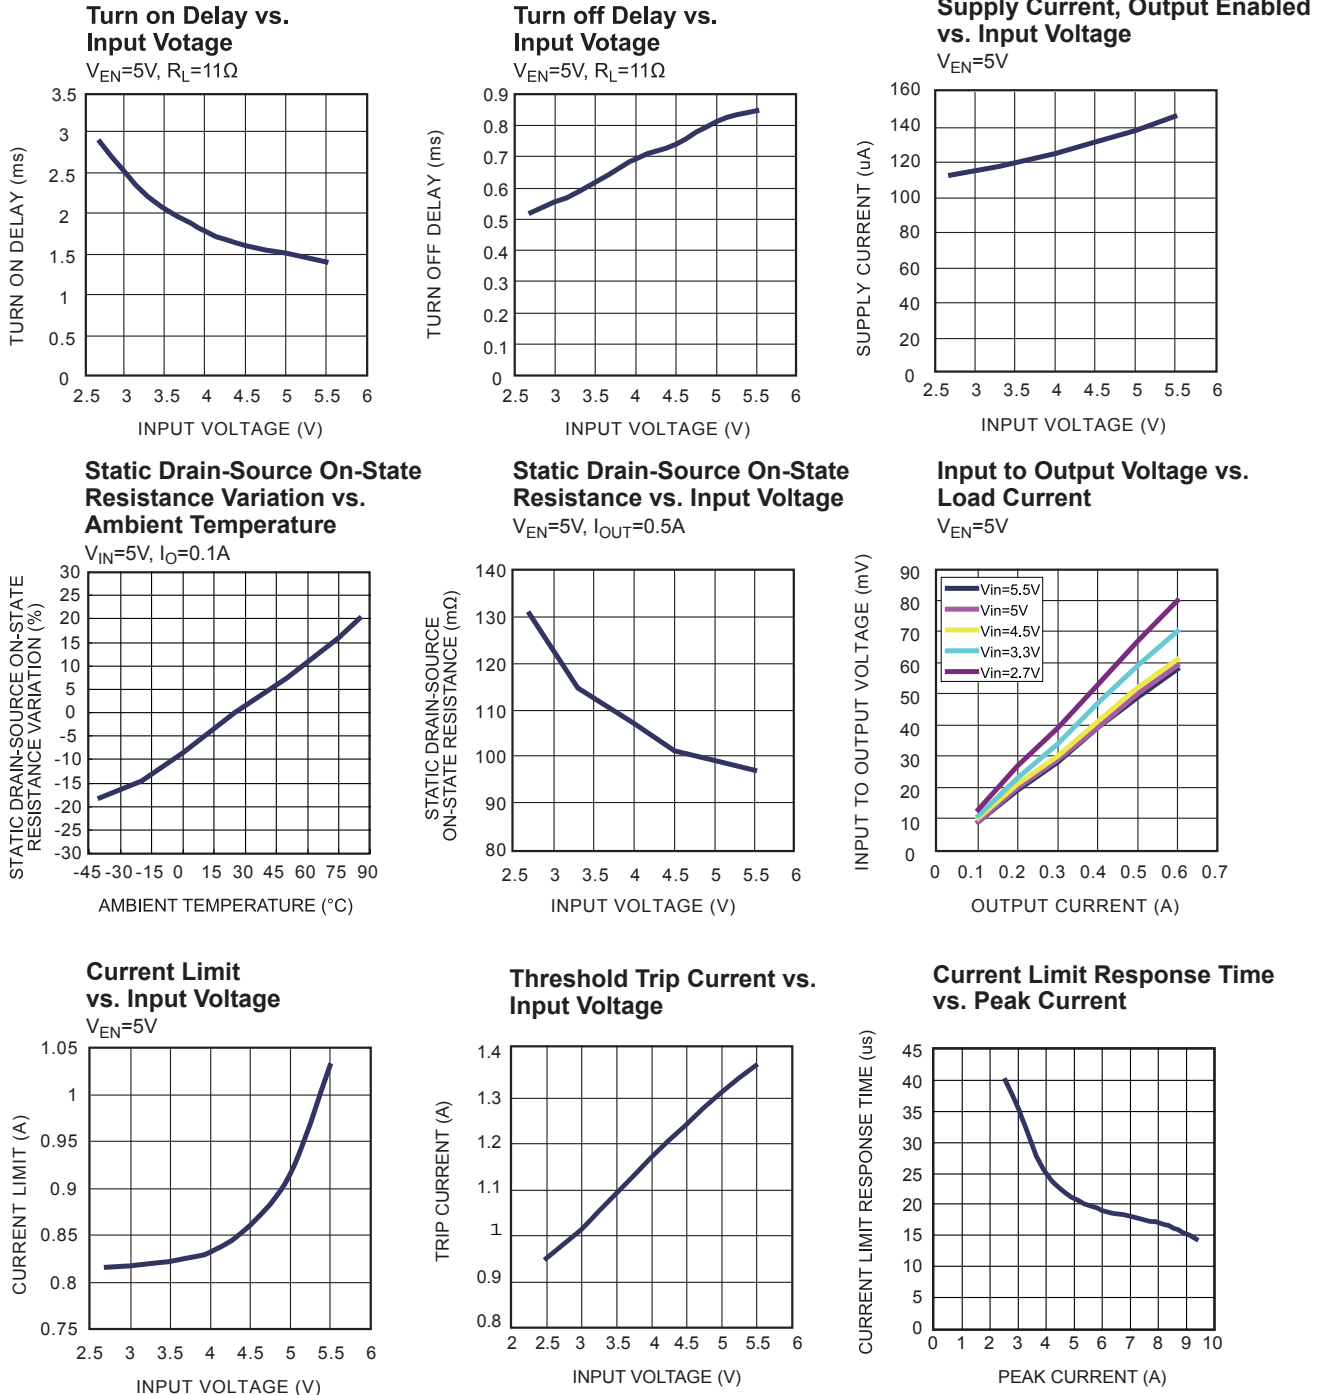 Turn on Delay vs.
Input Votage
V_EN=5V, R_L=11Ω
3.5
3
2.5
2
1.5
1
0.5
0
TURN ON DELAY (ms)
2.5 3 3.5 4 4.5 5 5.5 6
INPUT VOLTAGE (V)
Turn off Delay vs.
Input Votage
V_EN=5V, R_L=11Ω
0.9
0.8
0.7
0.6
0.5
0.4
0.3
0.2
0.1
0
TURN OFF DELAY (ms)
2.5 3 3.5 4 4.5 5 5.5 6
INPUT VOLTAGE (V)
Supply Current, Output Enabled
vs. Input Voltage
V_EN=5V
160
140
120
100
80
60
40
20
0
SUPPLY CURRENT (uA)
2.5 3 3.5 4 4.5 5 5.5 6
INPUT VOLTAGE (V)
Static Drain-Source On-State
Resistance Variation vs.
Ambient Temperature
V_IN=5V, I_O=0.1A
30
25
20
15
10
5
0
-5
-10
-15
-20
-25
-30
STATIC DRAIN-SOURCE ON-STATE
RESISTANCE VARIATION (%)
-45 -30 -15 0 15 30 45 60 75 90
AMBIENT TEMPERATURE (°C)
Static Drain-Source On-State
Resistance vs. Input Voltage
V_EN=5V, I_OUT=0.5A
140
130
120
110
100
90
80
STATIC DRAIN-SOURCE
ON-STATE RESISTANCE (mΩ)
2.5 3 3.5 4 4.5 5 5.5 6
INPUT VOLTAGE (V)
Input to Output Voltage vs.
Load Current
V_EN=5V
90
80
70
60
50
40
30
20
10
0
INPUT TO OUTPUT VOLTAGE (mV)
Vin=5.5V
Vin=5V
Vin=4.5V
Vin=3.3V
Vin=2.7V
0 0.1 0.2 0.3 0.4 0.5 0.6 0.7
OUTPUT CURRENT (A)
Current Limit
vs. Input Voltage
V_EN=5V
1.05
1
0.95
0.9
0.85
0.8
0.75
CURRENT LIMIT (A)
2.5 3 3.5 4 4.5 5 5.5 6
INPUT VOLTAGE (V)
Threshold Trip Current vs.
Input Voltage
1.4
1.3
1.2
1.1
1
0.9
0.8
TRIP CURRENT (A)
2 2.5 3 3.5 4 4.5 5 5.5 6
INPUT VOLTAGE (V)
Current Limit Response Time
vs. Peak Current
45
40
35
30
25
20
15
10
5
0
CURRENT LIMIT RESPONSE TIME (us)
0 1 2 3 4 5 6 7 8 9 10
PEAK CURRENT (A)